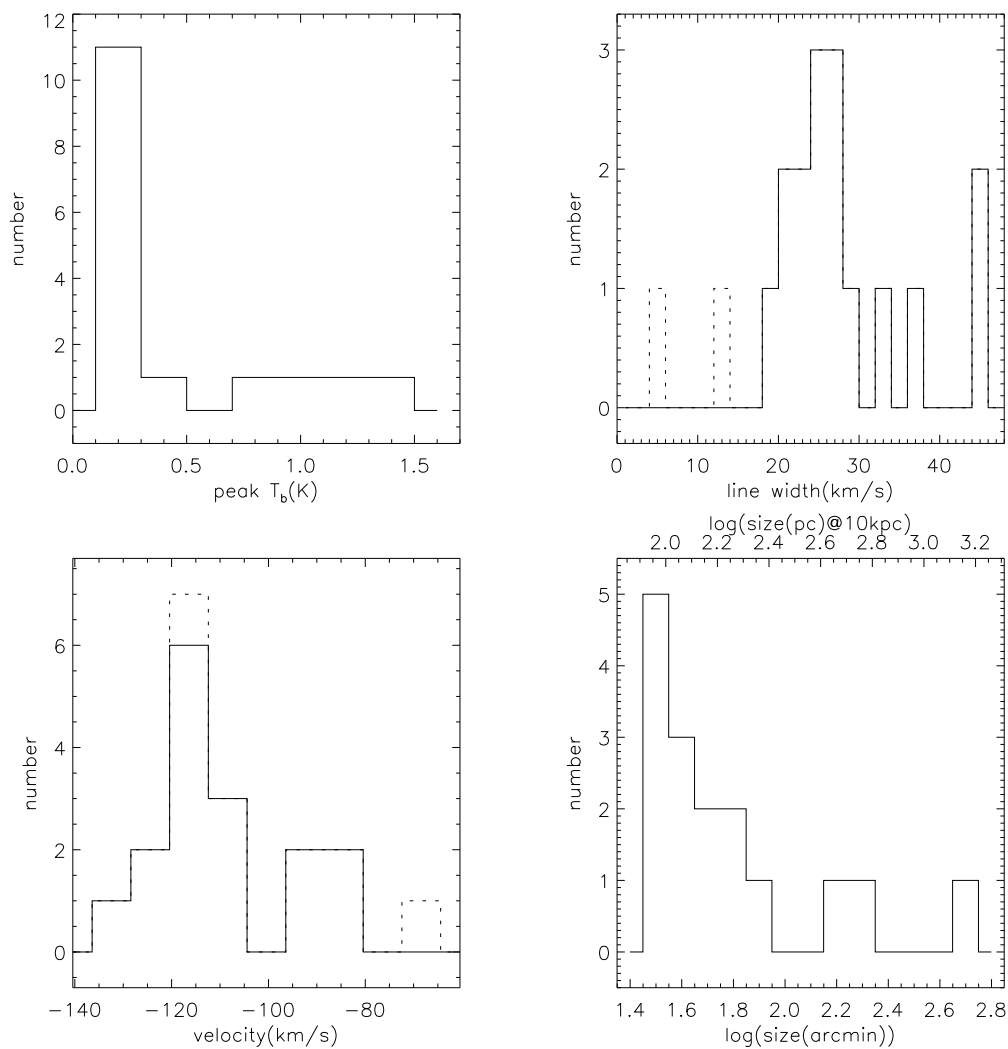 12
10
8
6
4
2
0
number
0.0 0.5 1.0 1.5
peak T_b(K)
3
2
1
0
number
0 10 20 30 40
line width(km/s)
6
4
2
0
number
−140 −120 −100 −80
velocity(km/s)
log(size(pc)@10kpc)
2.0 2.2 2.4 2.6 2.8 3.0 3.2
5
4
3
2
1
0
number
1.4 1.6 1.8 2.0 2.2 2.4 2.6 2.8
log(size(arcmin))